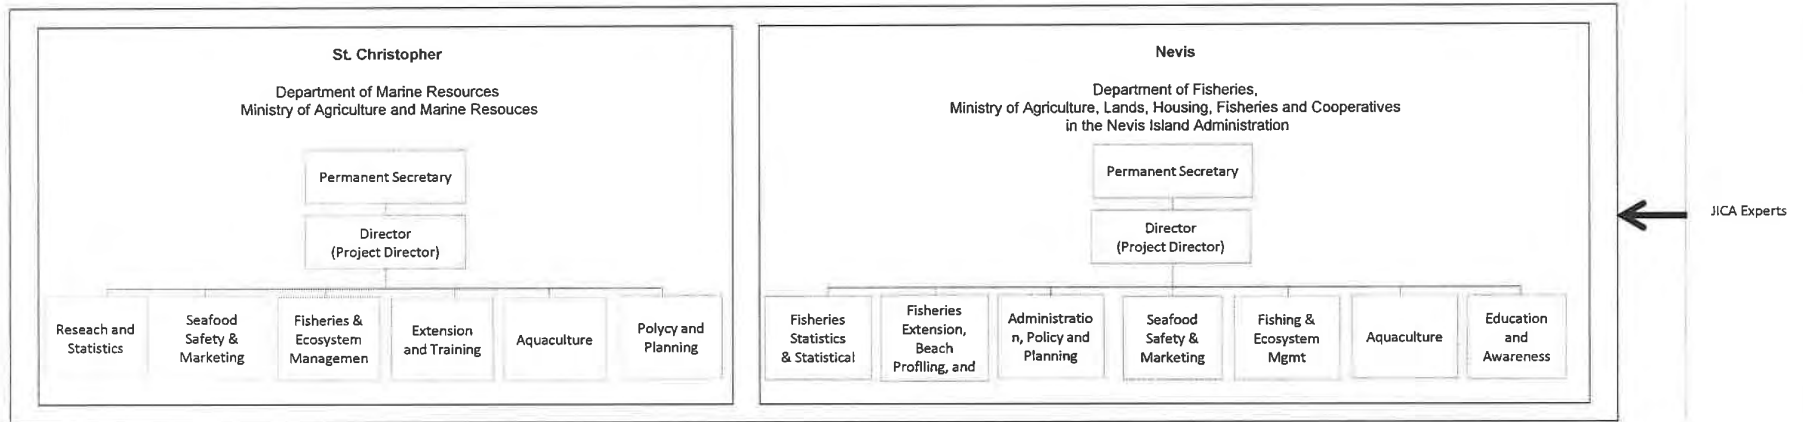 St. Christopher
Department of Marine Resources
Ministry of Agriculture and Marine Resouces
Permanent Secretary
Director
(Project Director)
Reseach and
Statistics
Seafood
Safety &
Marketing
Fisheries &
Ecosystem
Managemen
Extension
and Training
Aquaculture
Polycy and
Planning
Nevis
Department of Fisheries,
Ministry of Agriculture, Lands, Housing, Fisheries and Cooperatives
in the Nevis Island Administration
Permanent Secretary
Director
(Project Director)
Fisheries
Statistics
& Statistical
Fisheries
Extension,
Beach
Profiling, and
Administratio
n, Policy and
Planning
Seafood
Safety &
Marketing
Fishing &
Ecosystem
Mgmt
Aquaculture
Education
and
Awareness
JICA Experts